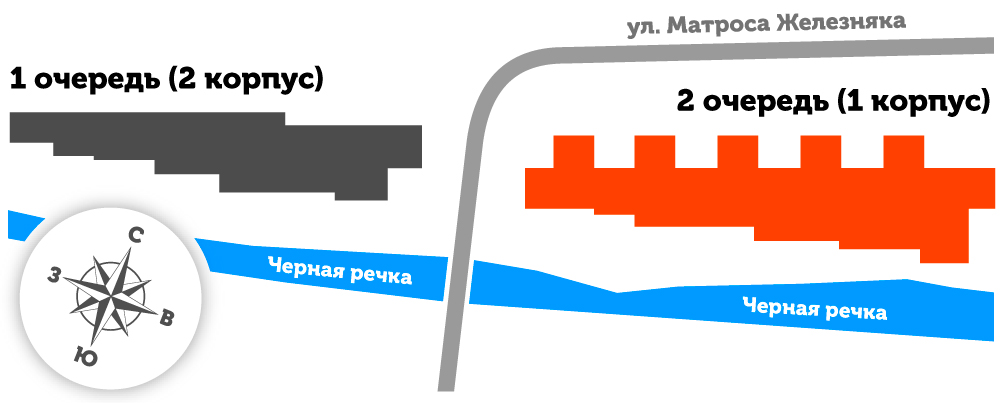 ул. Матроса Железняка
1 очередь (2 корпус)
2 очередь (1 корпус)
С
З
В
Ю
Черная речка
Черная речка